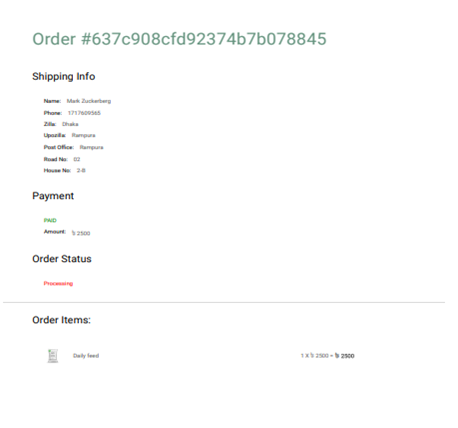 Order #637c908cfd92374b7b078845
Shipping Info
Name: Mark Zuckerberg
Phone: 1717609565
Zilla: Dhaka
Upozilla: Rampura
Post Office: Rampura
Road No: 02
House No: 2-B
Payment
PAID
Amount: ৳ 2500
Order Status
Processing
Order Items:
Daily feed 1 X ৳ 2500 = ৳ 2500